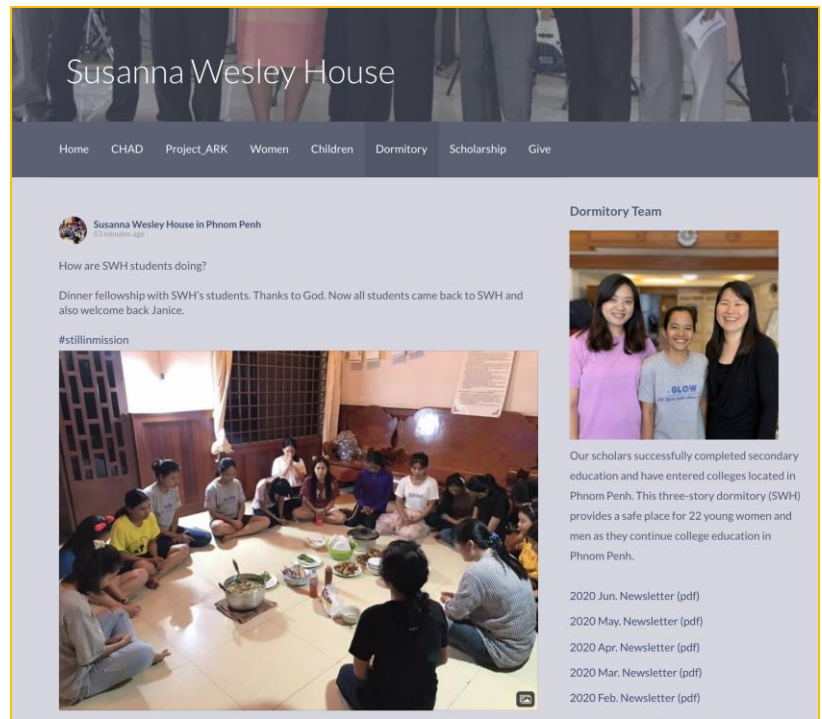 Susanna Wesley House
Home CHAD Project_ARK Women Children Dormitory Scholarship Give
Susanna Wesley House in Phnom Penh
53 minutes ago
How are SWH students doing?
Dinner fellowship with SWH's students. Thanks to God. Now all students came back to SWH and
also welcome back Janice.
#stillinmission
Dormitory Team
GLOW
Our scholars successfully completed secondary
education and have entered colleges located in
Phnom Penh. This three-story dormitory (SWH)
provides a safe place for 22 young women and
men as they continue college education in
Phnom Penh.
2020 Jun. Newsletter (pdf)
2020 May. Newsletter (pdf)
2020 Apr. Newsletter (pdf)
2020 Mar. Newsletter (pdf)
2020 Feb. Newsletter (pdf)